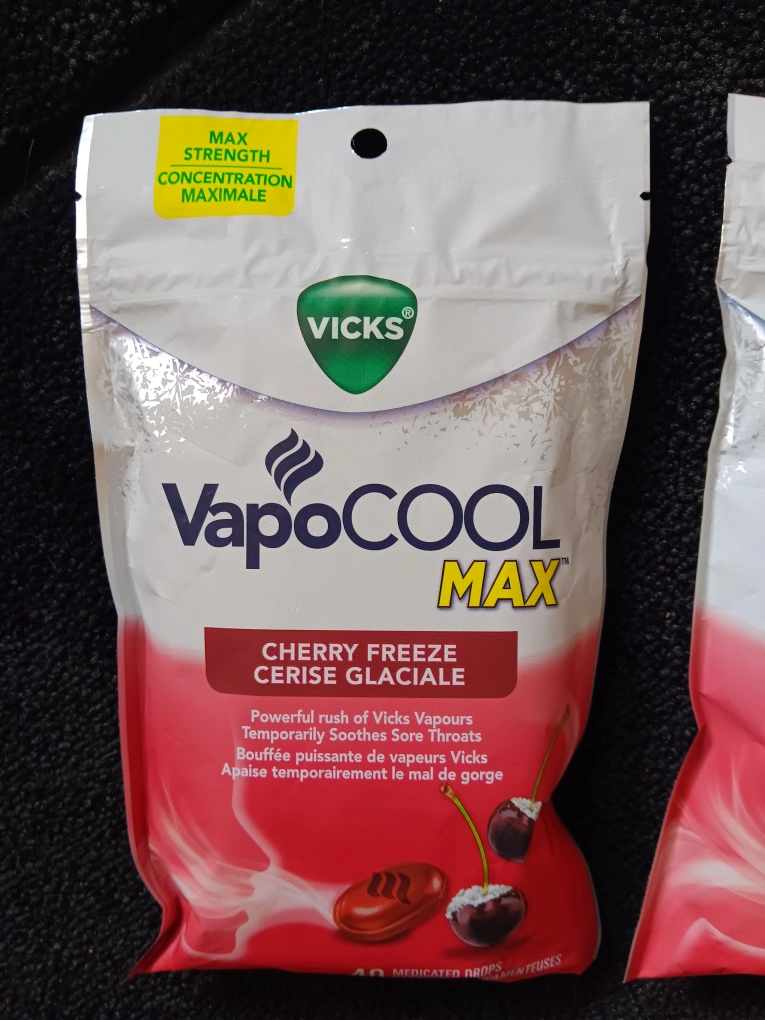 MAX
STRENGTH
CONCENTRATION
MAXIMALE
VICKS®
VapoCOOL
MAX™
CHERRY FREEZE
CERISE GLACIALE
Powerful rush of Vicks Vapours
Temporarily Soothes Sore Throats
Bouffée puissante de vapeurs Vicks
Apaise temporairement le mal de gorge
MEDICATED DROPS